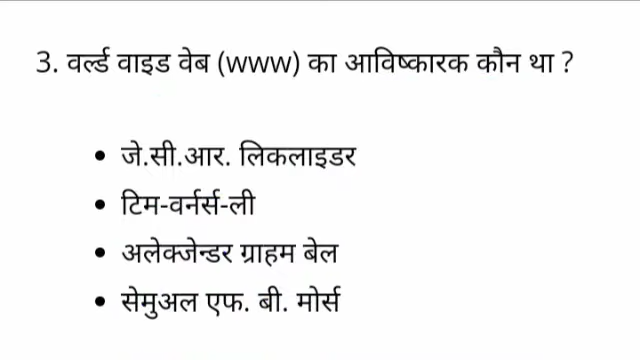 3. वर्ल्ड वाइड वेब (www) का आविष्कारक कौन था ?
• जे.सी.आर. लिकलाइडर
• टिम-वर्नर्स-ली
• अलेक्जेन्डर ग्राहम बेल
• सेमुअल एफ. बी. मोर्स